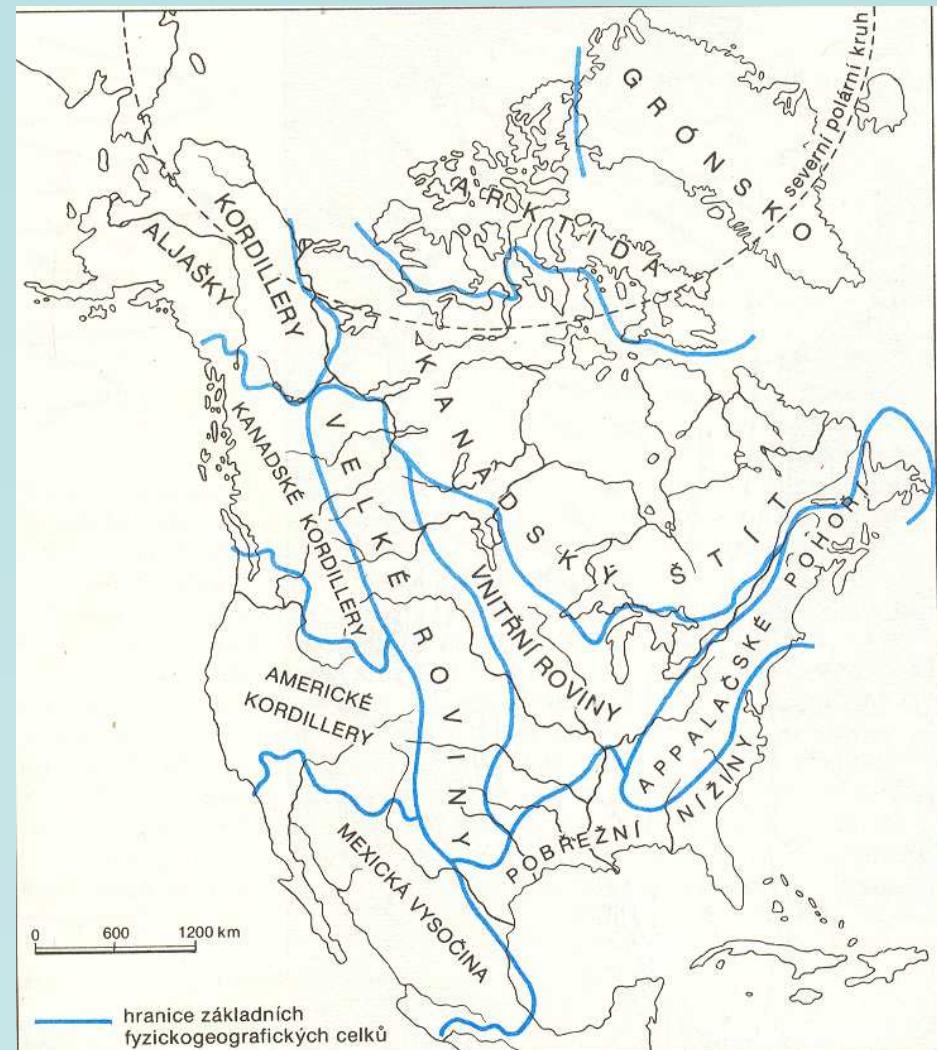 GRÓNSKO
severní polární kruh
ARKTIDA
KORDILLERY
ALJAŠKY
KANADSKÝ ŠTÍT
KANADSKÉ KORDILLERY
VELKÉ ROVINY
VNITŘNÍ ROVINY
APPALAČSKÉ POHOŘÍ
AMERICKÉ
KORDILLERY
POBŘEŽNÍ NÍŽINY
MEXICKÁ VYSOČINA
0 600 1200 km
hranice základních
fyzickogeografických celků